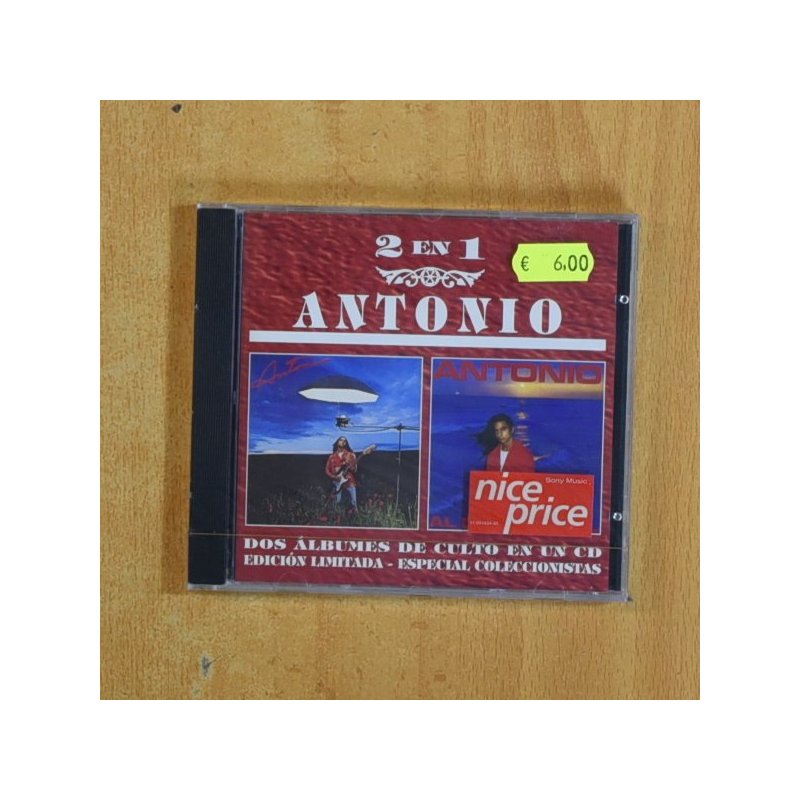 2 EN 1
€ 6,00
ANTONIO
Antonio
ANTONIO
Sony Music
nice
price
AL
DOS ÁLBUMES DE CULTO EN UN CD
EDICIÓN LIMITADA - ESPECIAL COLECCIONISTAS